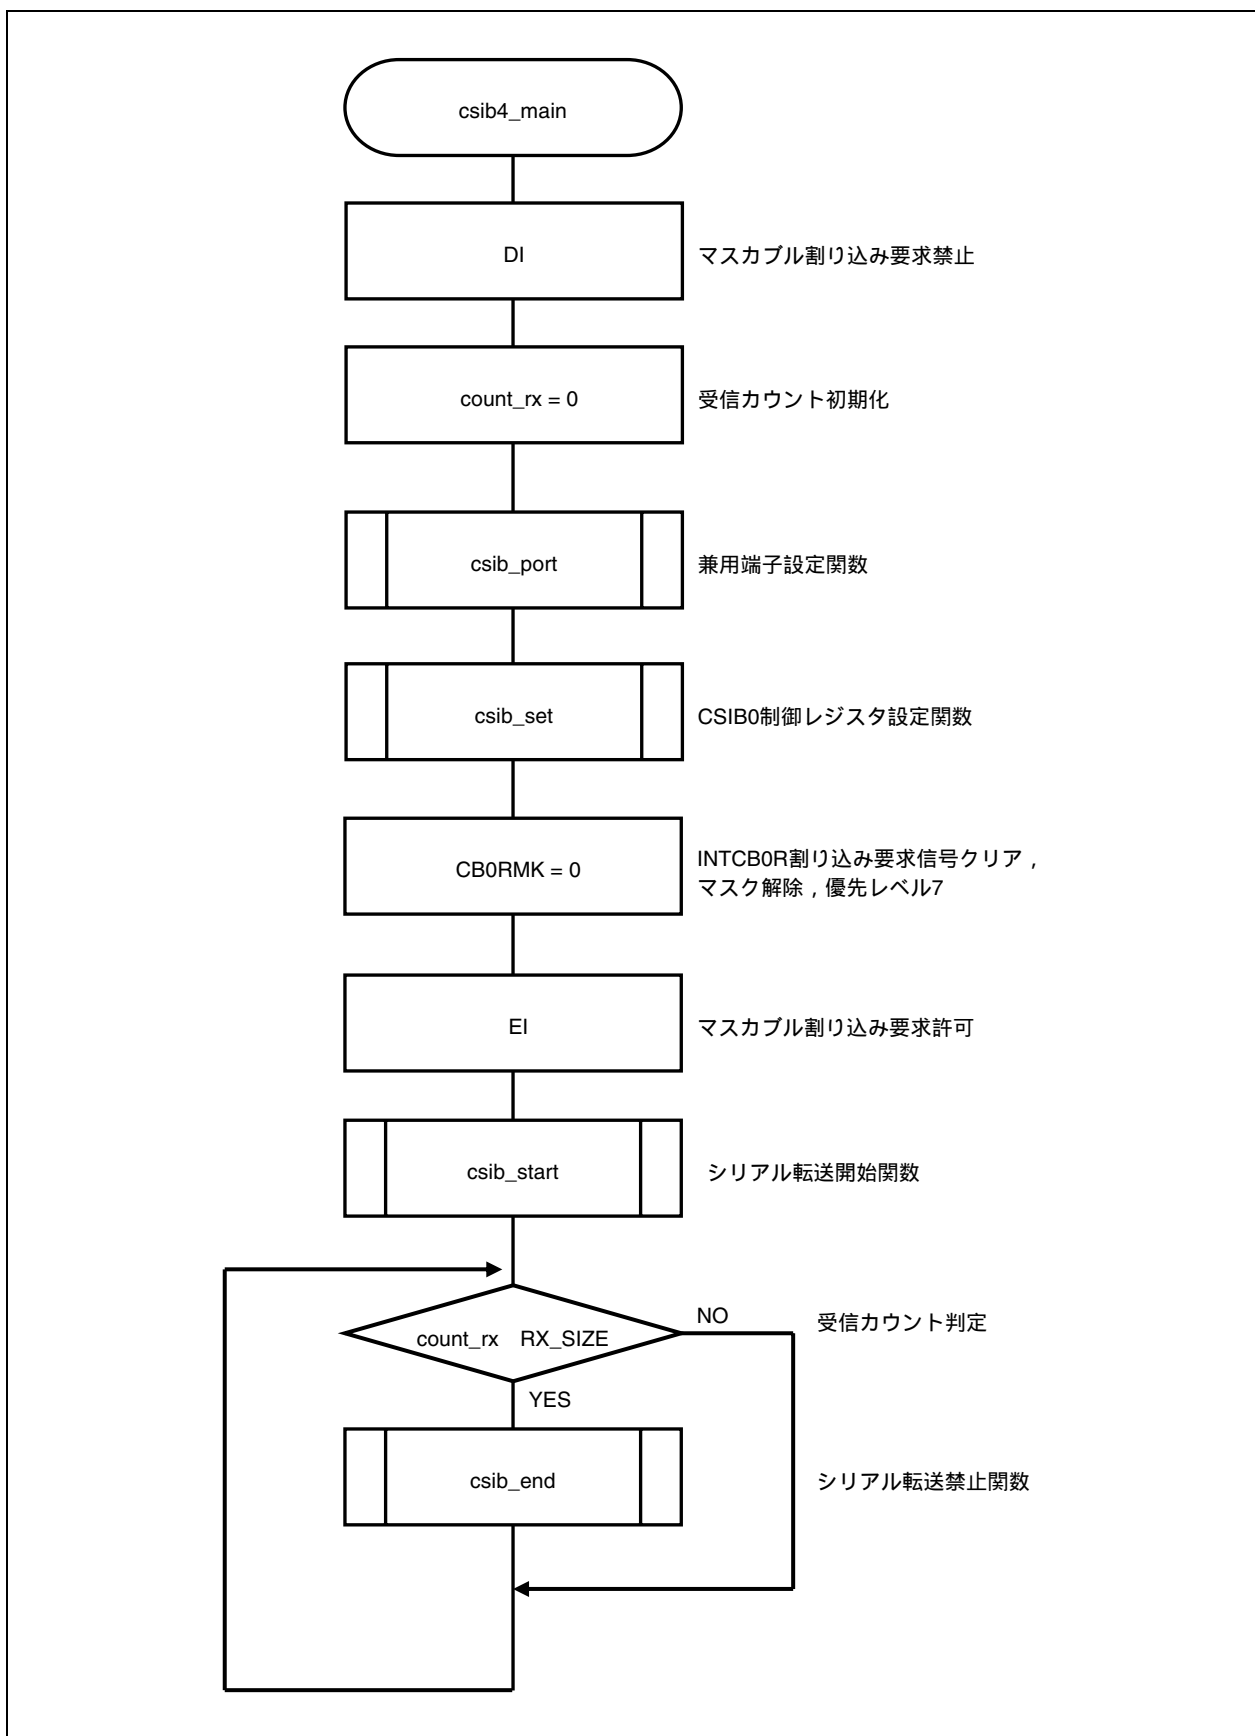 csib4_main
DI
マスカブル割り込み要求禁止
count_rx = 0
受信カウント初期化
csib_port
兼用端子設定関数
csib_set
CSIB0制御レジスタ設定関数
CB0RMK = 0
INTCB0R割り込み要求信号クリア，
マスク解除，優先レベル7
EI
マスカブル割り込み要求許可
csib_start
シリアル転送開始関数
NO
受信カウント判定
count_rx RX_SIZE
YES
csib_end
シリアル転送禁止関数